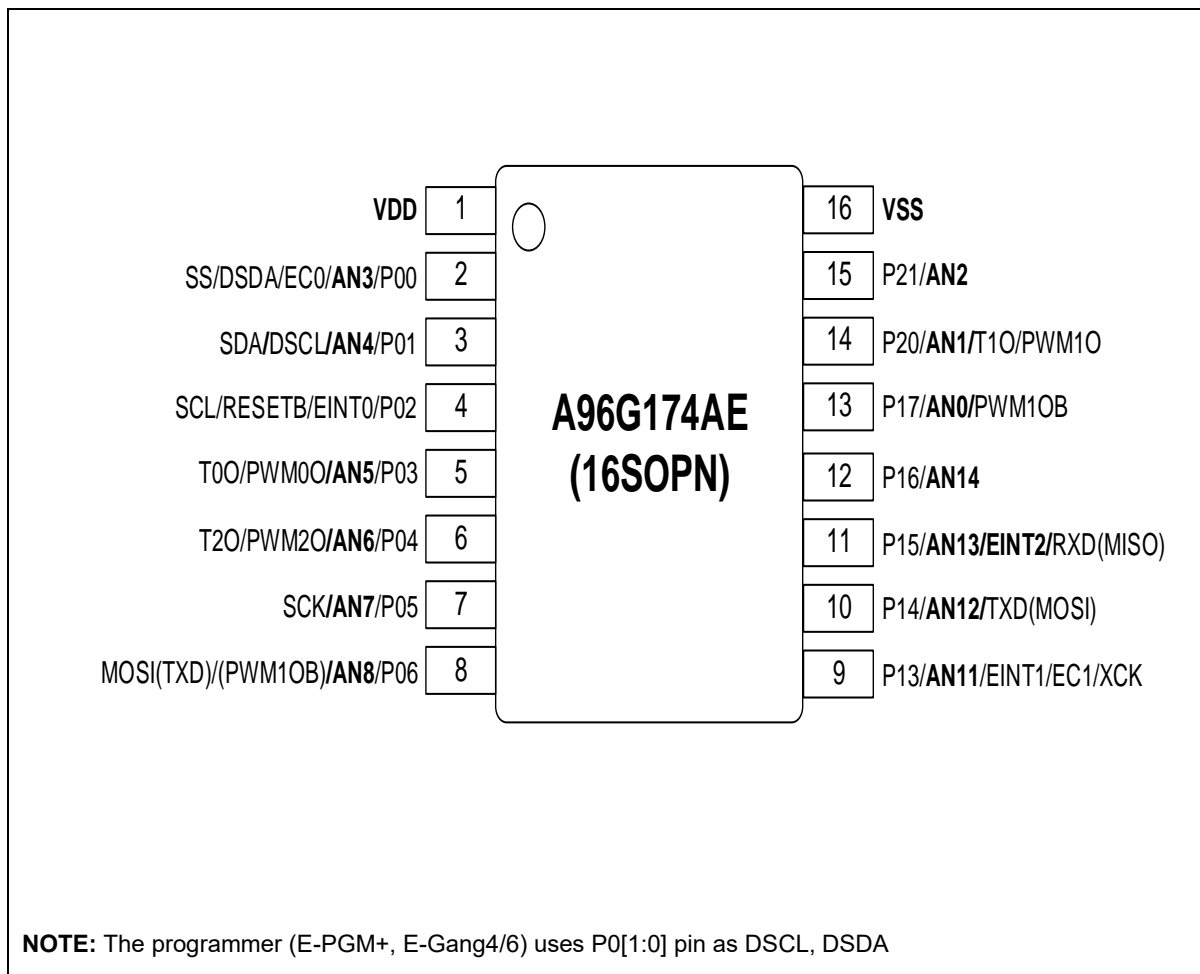 VDD 1
SS/DSDA/EC0/AN3/P00 2
SDA/DSCL/AN4/P01 3
SCL/RESETB/EINT0/P02 4
T0O/PWM0O/AN5/P03 5
T2O/PWM2O/AN6/P04 6
SCK/AN7/P05 7
MOSI(TXD)/(PWM1OB)/AN8/P06 8
A96G174AE
(16SOPN)
16 VSS
15 P21/AN2
14 P20/AN1/T1O/PWM1O
13 P17/AN0/PWM1OB
12 P16/AN14
11 P15/AN13/EINT2/RXD(MISO)
10 P14/AN12/TXD(MOSI)
9 P13/AN11/EINT1/EC1/XCK
NOTE: The programmer (E-PGM+, E-Gang4/6) uses P0[1:0] pin as DSCL, DSDA